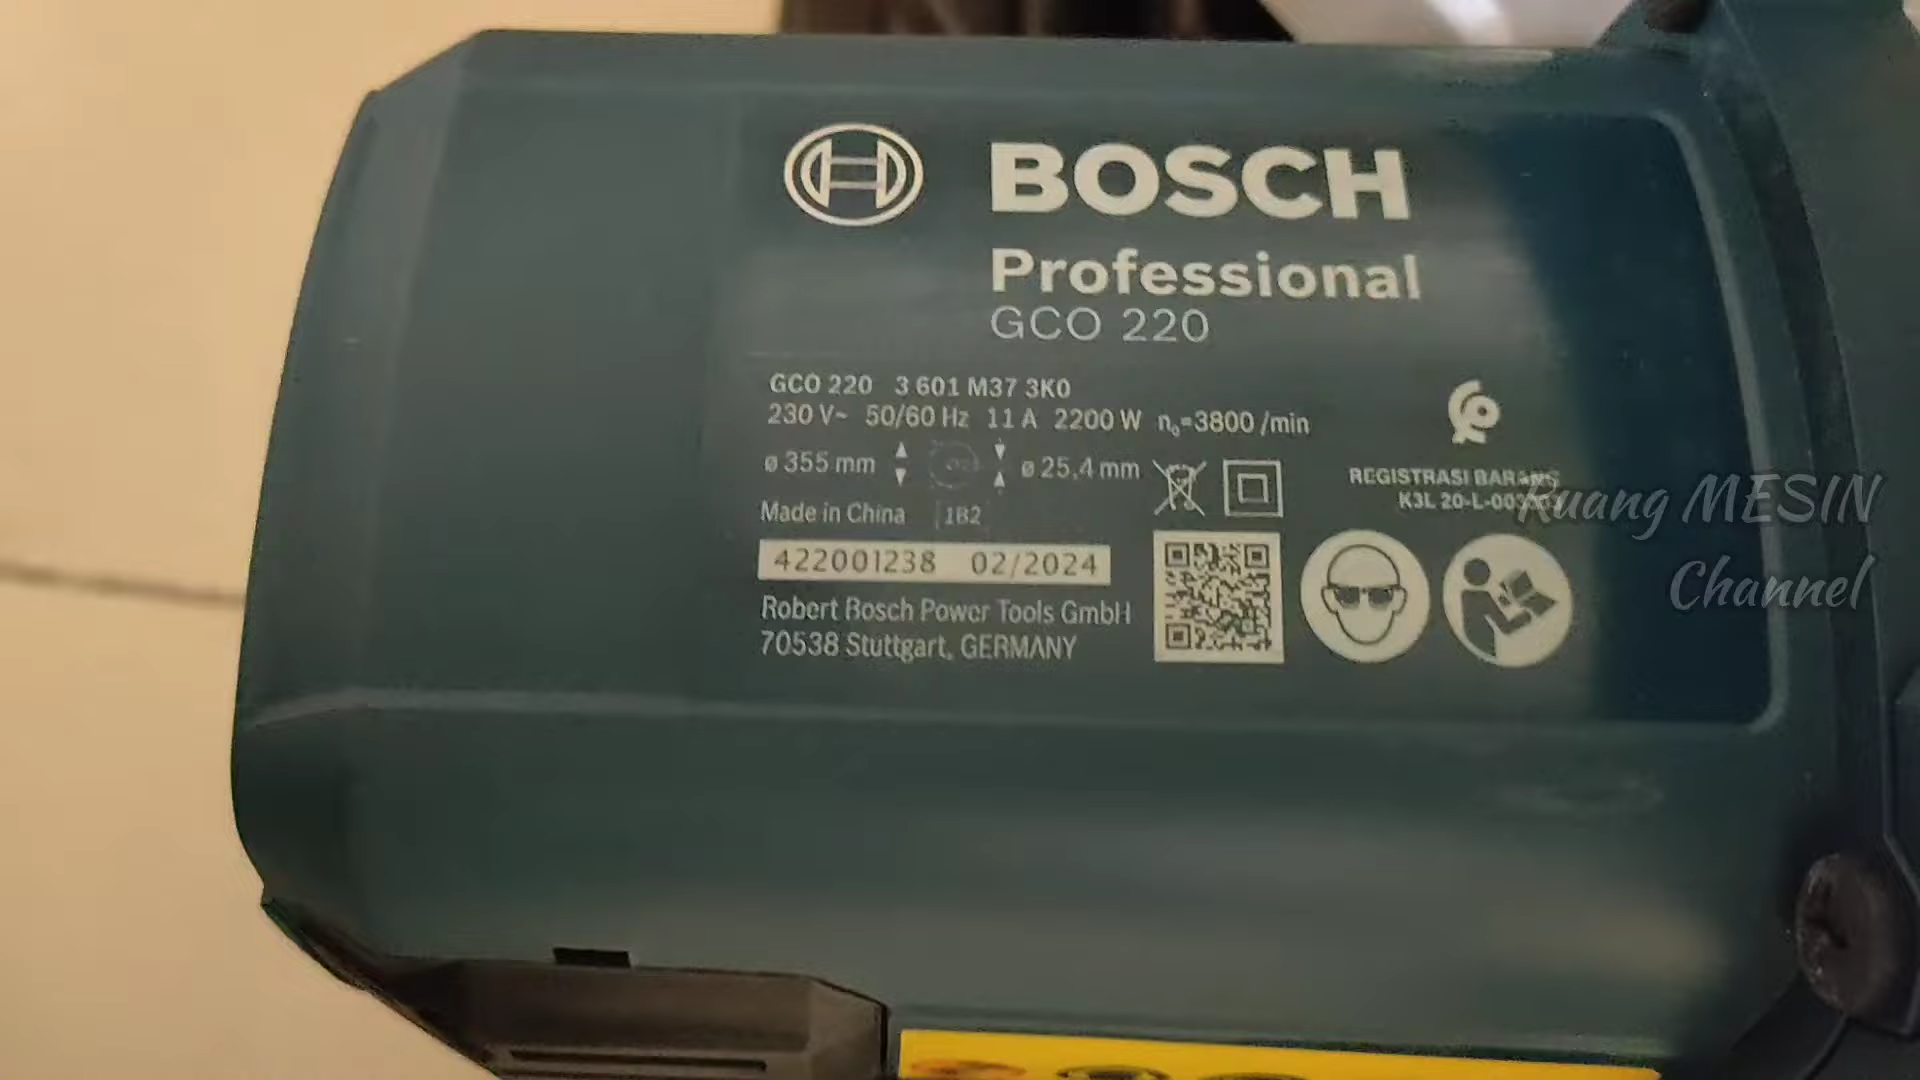 BOSCH
Professional
GCO 220
GCO 220 3 601 M37 3K0
230 V~ 50/60 Hz 11 A 2200 W n₀=3800 /min
ø 355 mm ø 25,4 mm
Made in China 1B2
422001238 02/2024
Robert Bosch Power Tools GmbH
70538 Stuttgart, GERMANY
REGISTRASI BARANG
K3L
Ruang MESIN
Channel